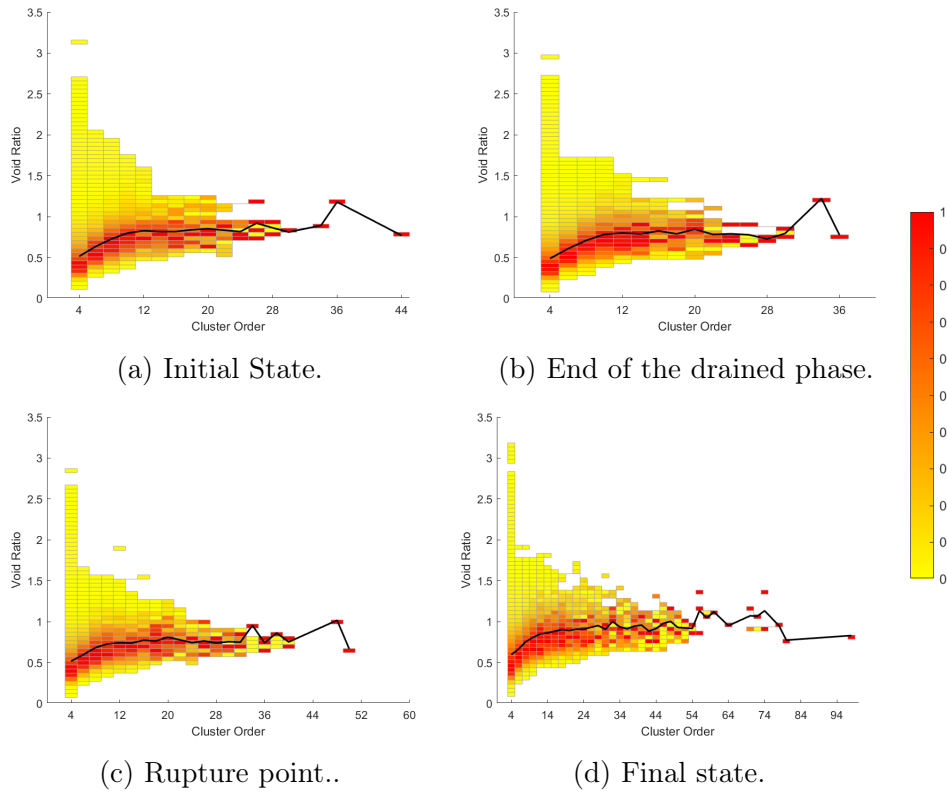 3.5
3
2.5
2
1.5
1
0.5
0
Void Ratio
4 12 20 28 36 44
Cluster Order
(a) Initial State.
3.5
3
2.5
2
1.5
1
0.5
0
Void Ratio
4 12 20 28 36
Cluster Order
(b) End of the drained phase.
1
0
0
0
0
0
0
0
0
0
0
3.5
3
2.5
2
1.5
1
0.5
0
Void Ratio
4 12 20 28 36 44 52 60
Cluster Order
(c) Rupture point..
3.5
3
2.5
2
1.5
1
0.5
0
Void Ratio
4 14 24 34 44 54 64 74 84 94
Cluster Order
(d) Final state.